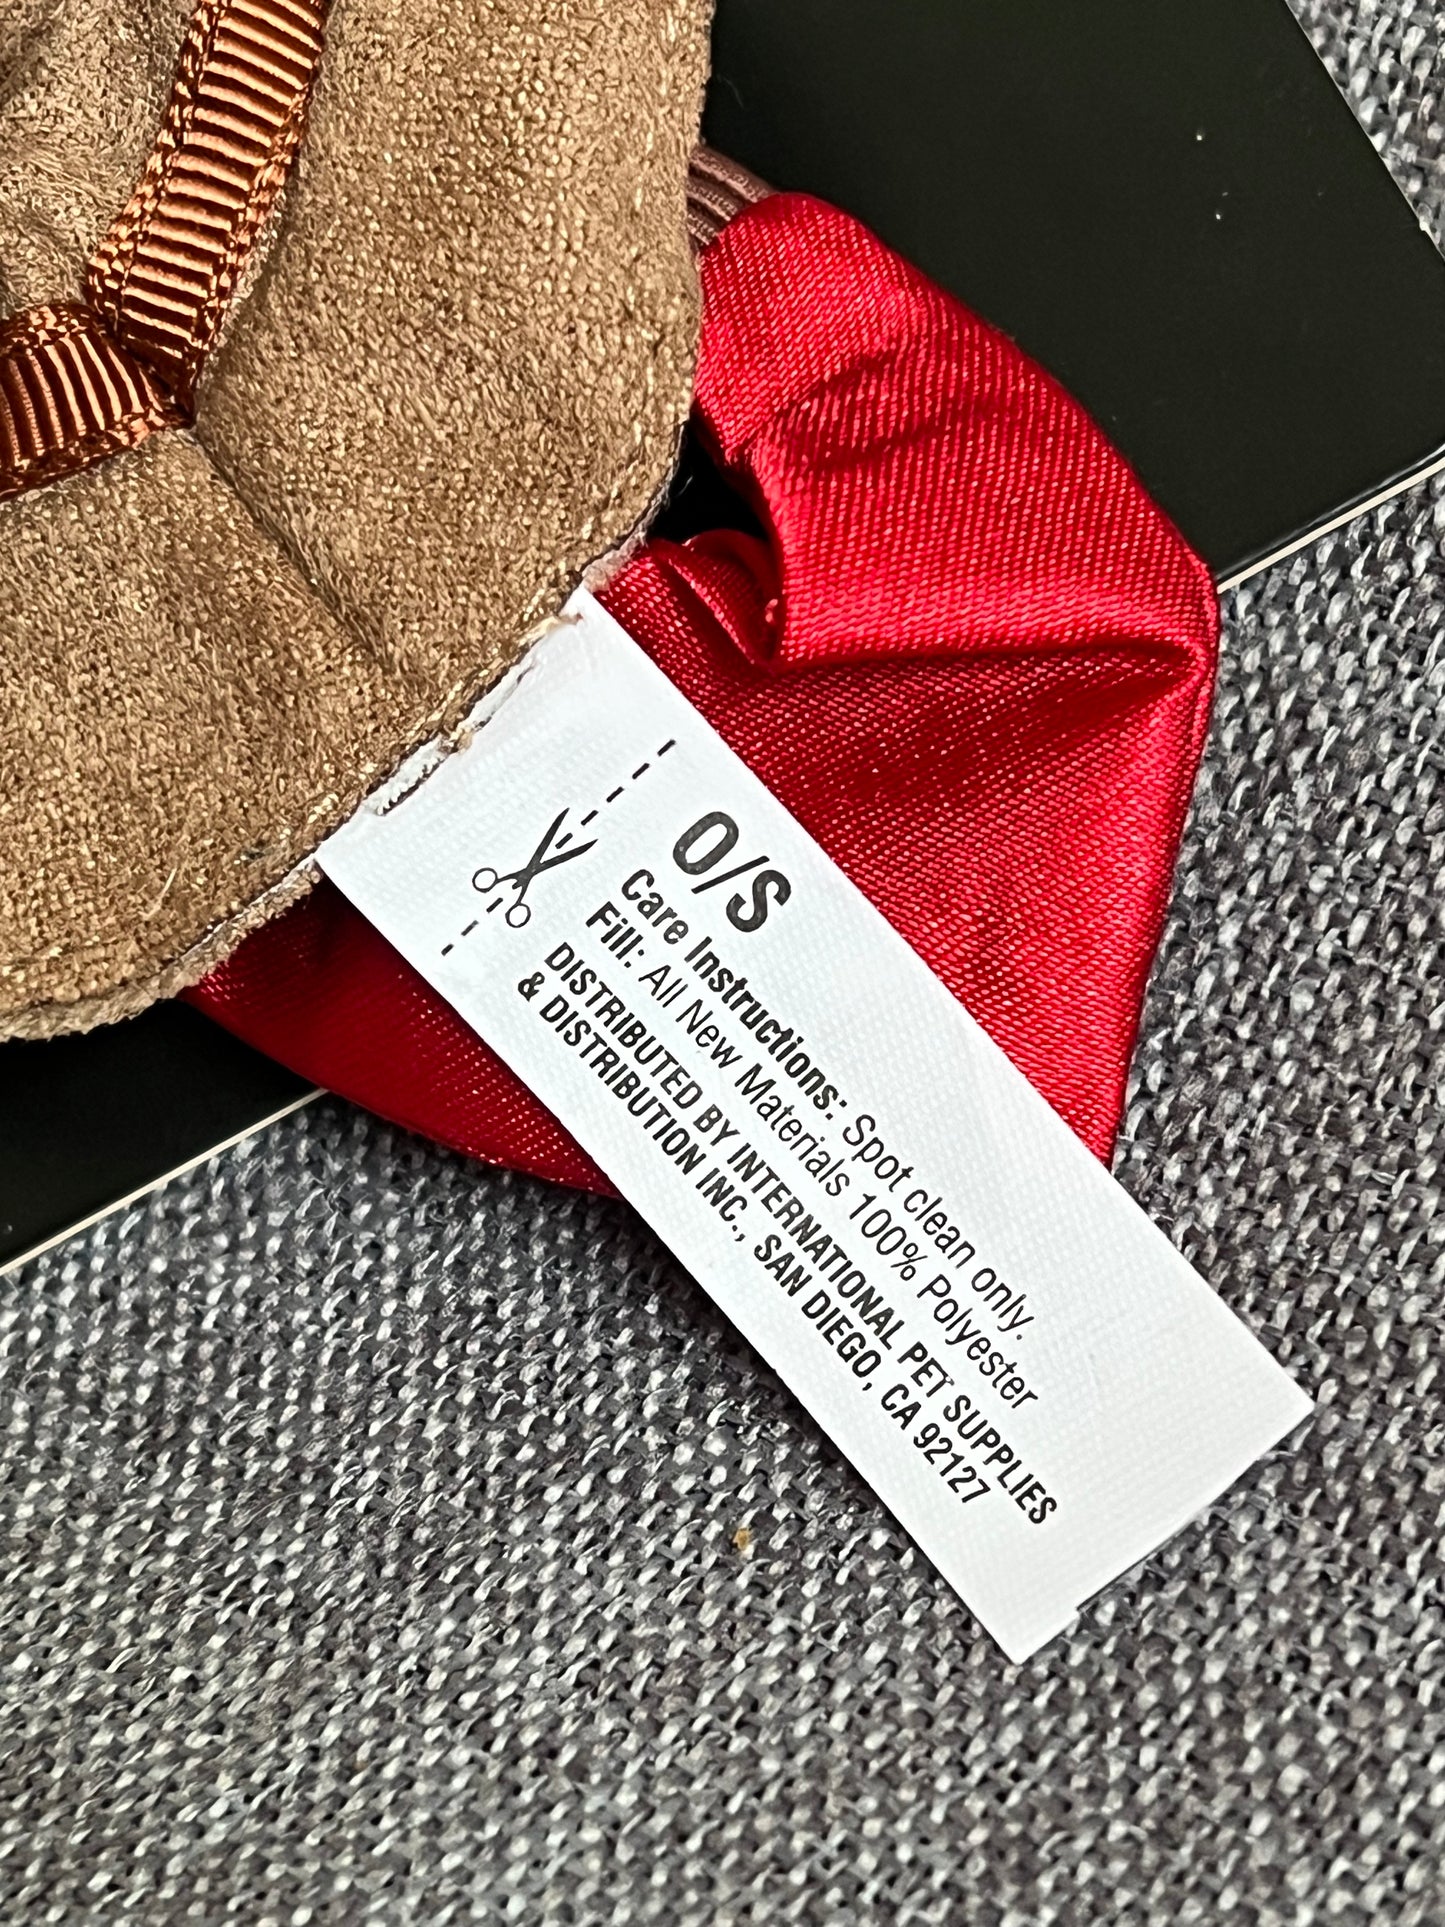 O/S
Care Instructions: Spot clean only.
Fill: All New Materials 100% Polyester
DISTRIBUTED BY INTERNATIONAL PET SUPPLIES
& DISTRIBUTION INC., SAN DIEGO, CA 92127